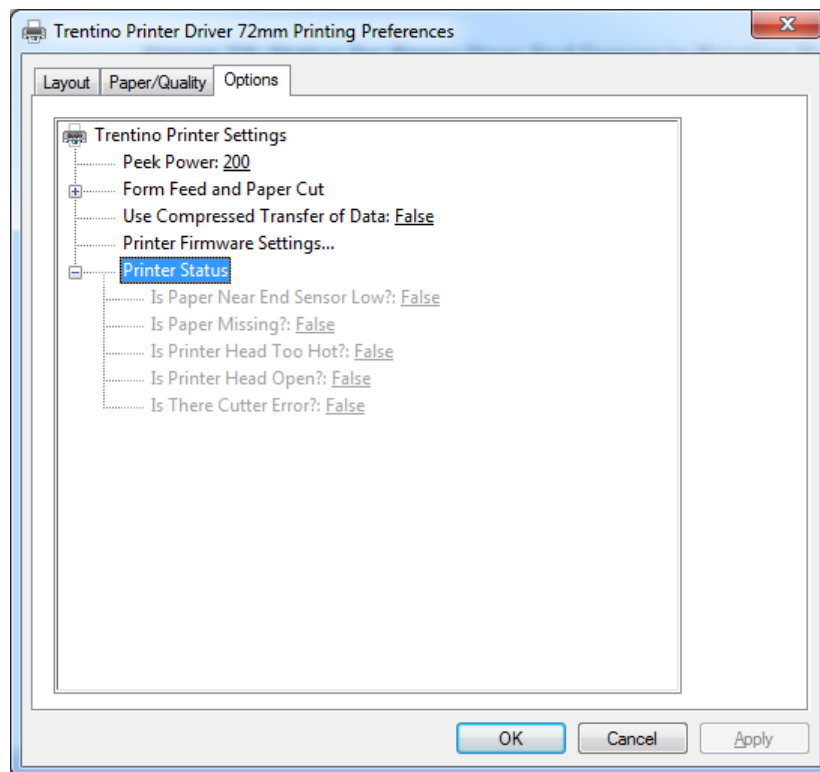 Trentino Printer Driver 72mm Printing Preferences
Layout Paper/Quality Options
Trentino Printer Settings
Peek Power: 200
Form Feed and Paper Cut
Use Compressed Transfer of Data: False
Printer Firmware Settings...
Printer Status
Is Paper Near End Sensor Low?: False
Is Paper Missing?: False
Is Printer Head Too Hot?: False
Is Printer Head Open?: False
Is There Cutter Error?: False
OK Cancel Apply